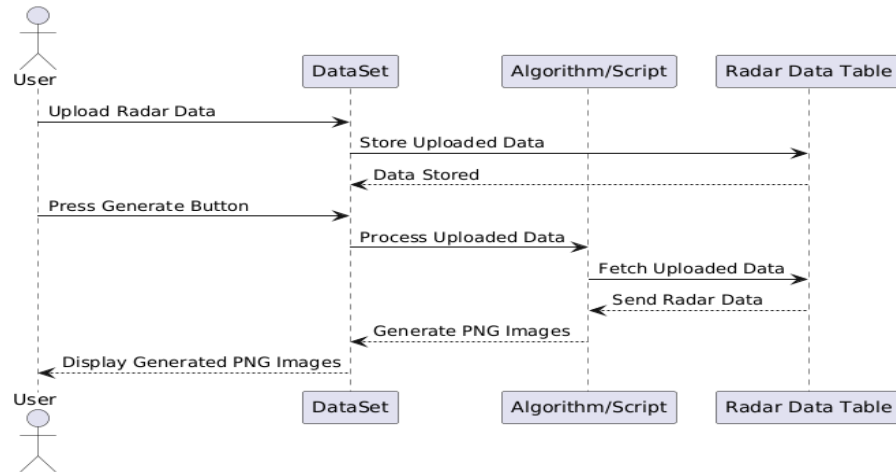 User
DataSet
Algorithm/Script
Radar Data Table
Upload Radar Data
Store Uploaded Data
Data Stored
Press Generate Button
Process Uploaded Data
Fetch Uploaded Data
Send Radar Data
Generate PNG Images
Display Generated PNG Images
User
DataSet
Algorithm/Script
Radar Data Table